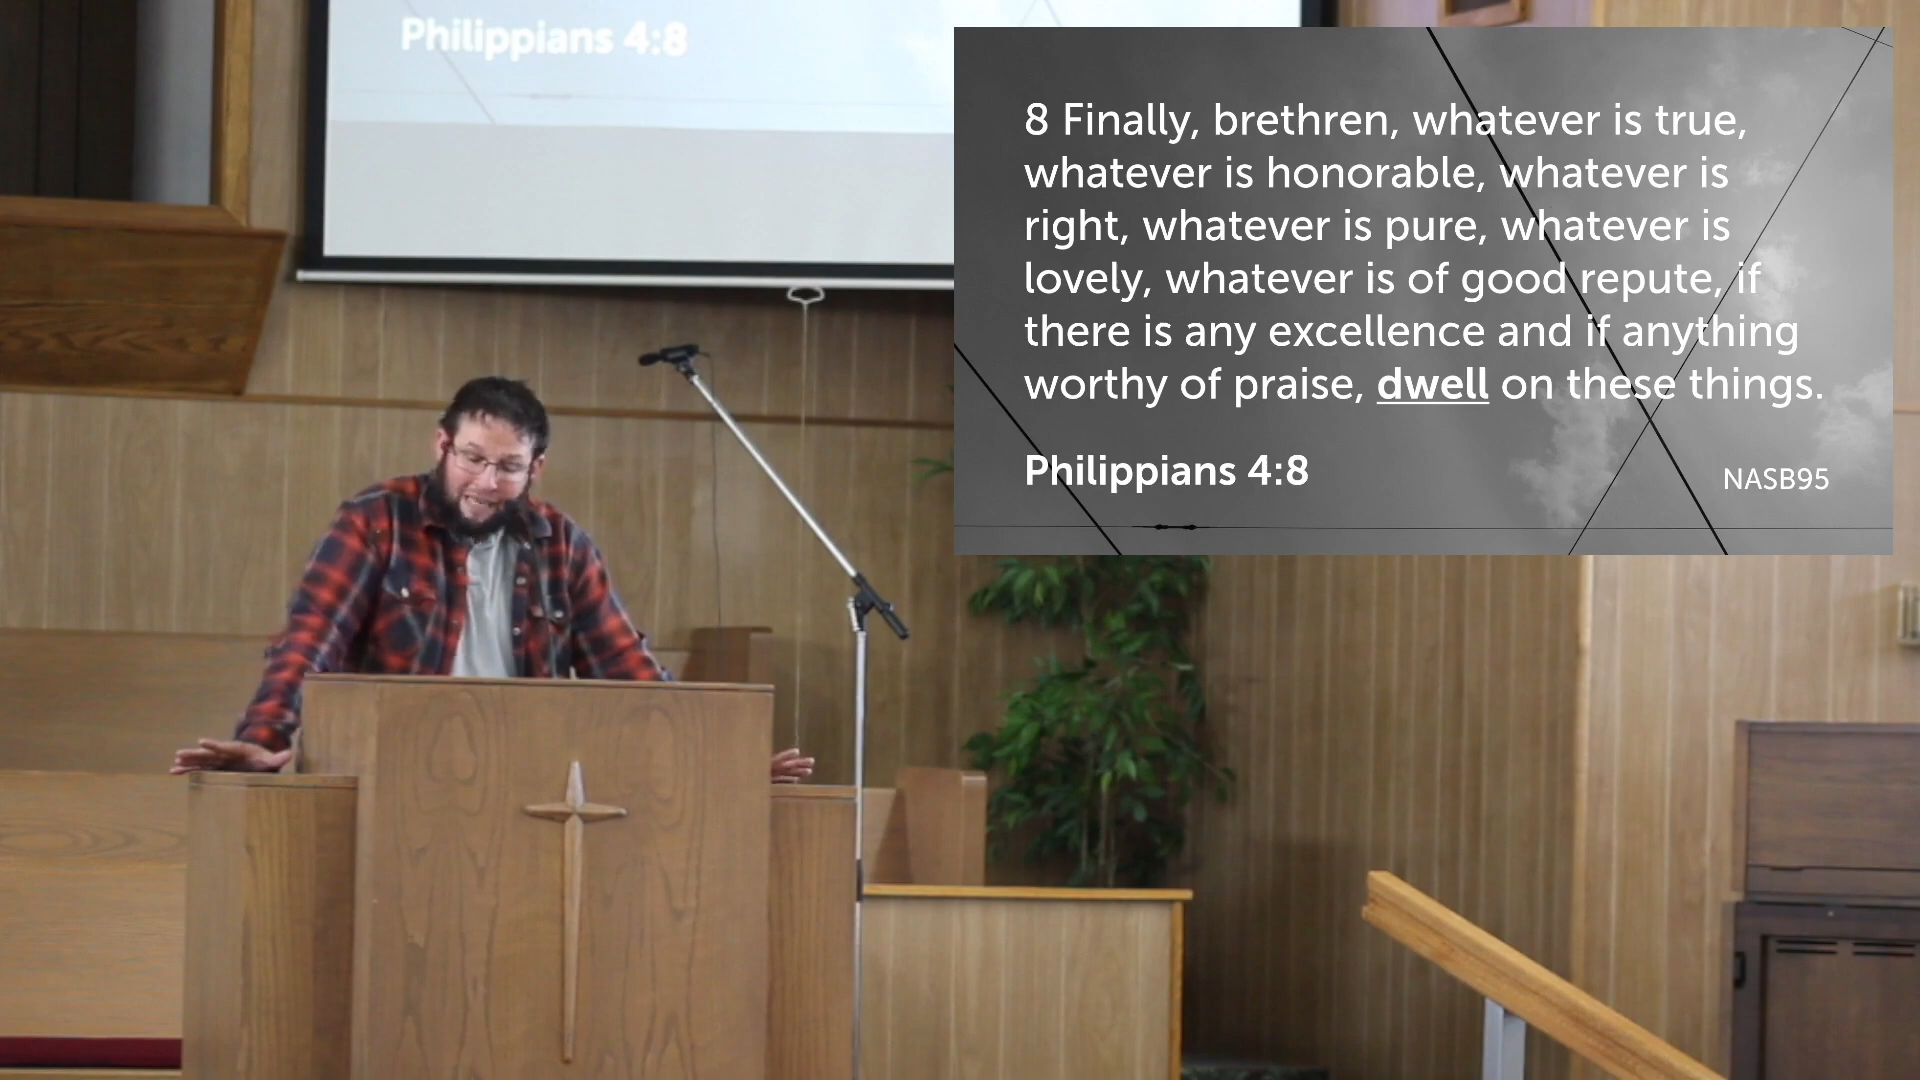 Philippians 4:8
8 Finally, brethren, whatever is true,
whatever is honorable, whatever is
right, whatever is pure, whatever is
lovely, whatever is of good repute, if
there is any excellence and if anything
worthy of praise, dwell on these things.
Philippians 4:8
NASB95